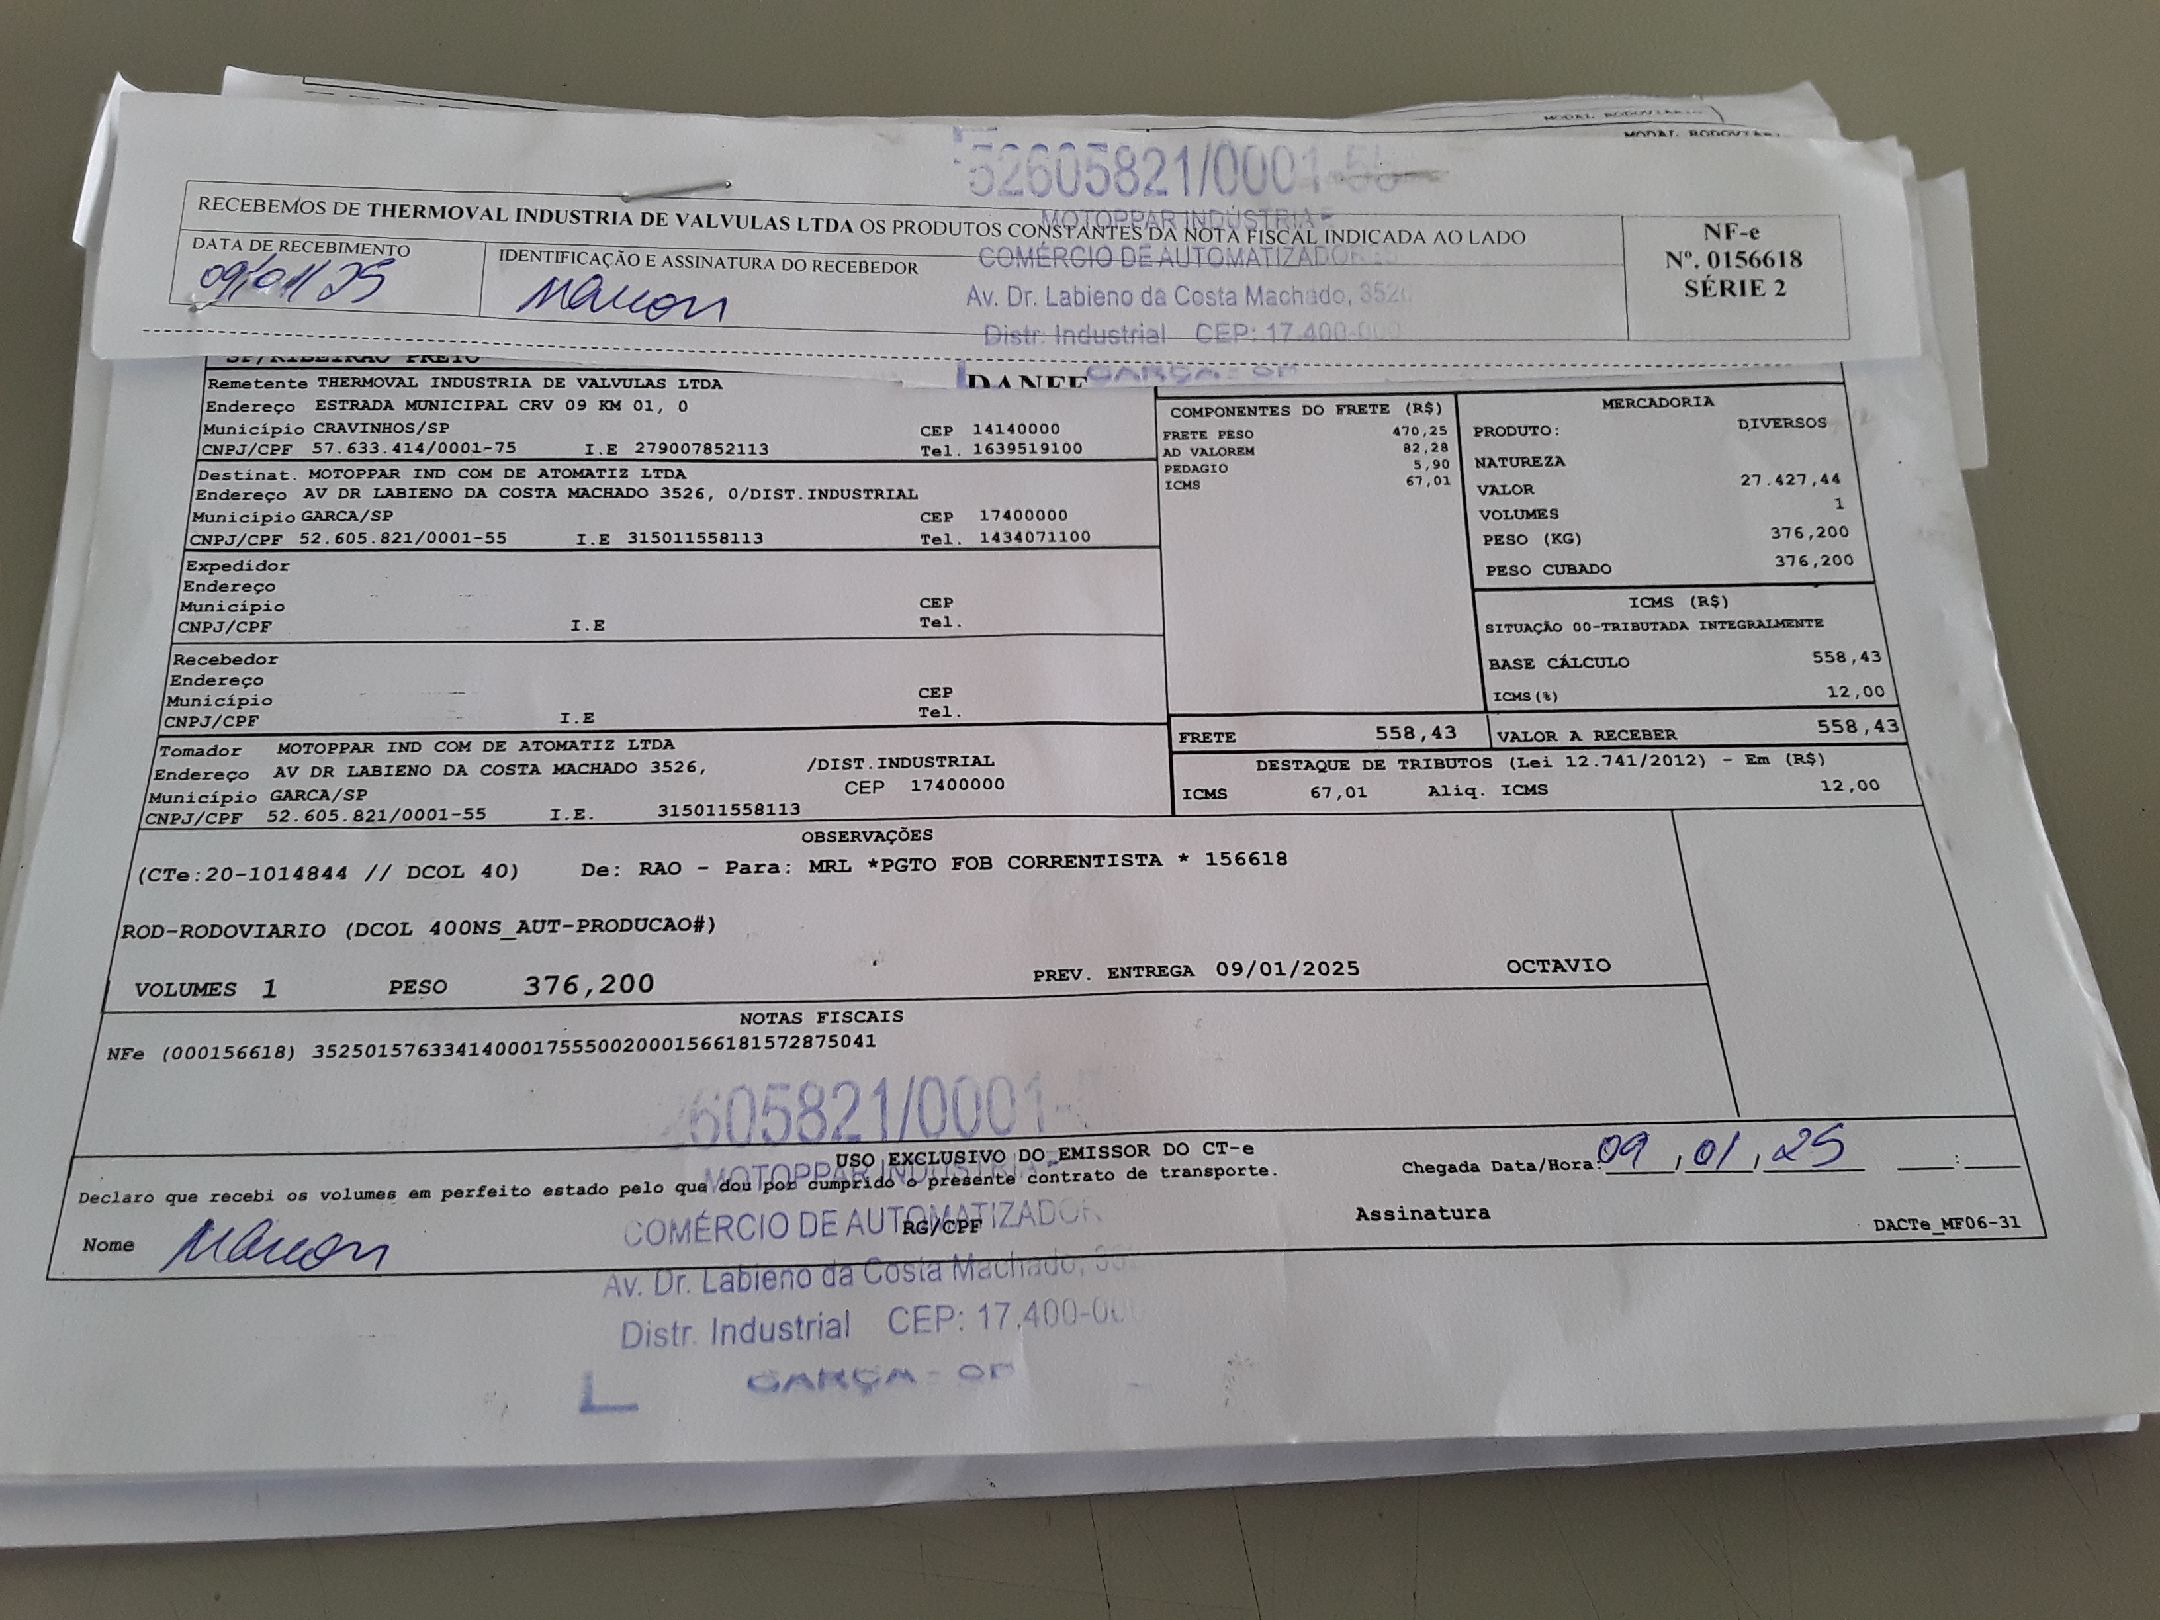 MODAL RODOVIARIO
MODAL RODOVIA
52605821/0001-55
MOTOPPAR INDÚSTRIA E
COMÉRCIO DE AUTOMATIZADORES
Av. Dr. Labieno da Costa Machado, 352
Distr. Industrial CEP: 17.400-000
GARÇA - SP
RECEBEMOS DE THERMOVAL INDUSTRIA DE VALVULAS LTDA OS PRODUTOS CONSTANTES DA NOTA FISCAL INDICADA AO LADO
DATA DE RECEBIMENTO
09/01/25
IDENTIFICAÇÃO E ASSINATURA DO RECEBEDOR
NF-e
Nº. 0156618
SÉRIE 2
SP/RIBEIRAO PRETO
DANFE
Remetente THERMOVAL INDUSTRIA DE VALVULAS LTDA
Endereço ESTRADA MUNICIPAL CRV 09 KM 01, 0
Município CRAVINHOS/SP CEP 14140000
CNPJ/CPF 57.633.414/0001-75 I.E 279007852113 Tel. 1639519100
Destinat. MOTOPPAR IND COM DE ATOMATIZ LTDA
Endereço AV DR LABIENO DA COSTA MACHADO 3526, 0/DIST.INDUSTRIAL
Município GARCA/SP CEP 17400000
CNPJ/CPF 52.605.821/0001-55 I.E 315011558113 Tel. 1434071100
Expedidor
Endereço
Município CEP
CNPJ/CPF I.E Tel.
Recebedor
Endereço
Município CEP
CNPJ/CPF I.E Tel.
Tomador MOTOPPAR IND COM DE ATOMATIZ LTDA
Endereço AV DR LABIENO DA COSTA MACHADO 3526, /DIST.INDUSTRIAL
Município GARCA/SP CEP 17400000
CNPJ/CPF 52.605.821/0001-55 I.E. 315011558113
COMPONENTES DO FRETE (R$)
FRETE PESO 470,25
AD VALOREM 82,28
PEDAGIO 5,90
ICMS 67,01
MERCADORIA
PRODUTO: DIVERSOS
NATUREZA
VALOR 27.427,44
VOLUMES 1
PESO (KG) 376,200
PESO CUBADO 376,200
ICMS (R$)
SITUAÇÃO 00-TRIBUTADA INTEGRALMENTE
BASE CÁLCULO 558,43
ICMS(%) 12,00
FRETE 558,43 VALOR A RECEBER 558,43
DESTAQUE DE TRIBUTOS (Lei 12.741/2012) - Em (R$)
ICMS 67,01 Aliq. ICMS 12,00
OBSERVAÇÕES
(CTe:20-1014844 // DCOL 40) De: RAO - Para: MRL *PGTO FOB CORRENTISTA * 156618
ROD-RODOVIARIO (DCOL 400NS_AUT-PRODUCAO#)
VOLUMES 1 PESO 376,200 PREV. ENTREGA 09/01/2025 OCTAVIO
NOTAS FISCAIS
NFe (000156618) 35250157633414000175550020001566181572875041
605821/0001-
USO EXCLUSIVO DO EMISSOR DO CT-e
MOTOPPAR INDÚSTRIA E
Declaro que recebi os volumes em perfeito estado pelo que dou por cumprido o presente contrato de transporte.
Chegada Data/Hora: 09/01/25 :
COMÉRCIO DE AUTOMATIZADOR
Nome RG/CPF Assinatura DACTe_MF06-31
Av. Dr. Labieno da Costa Machado, 35
Distr. Industrial CEP: 17.400-00
GARÇA - SP